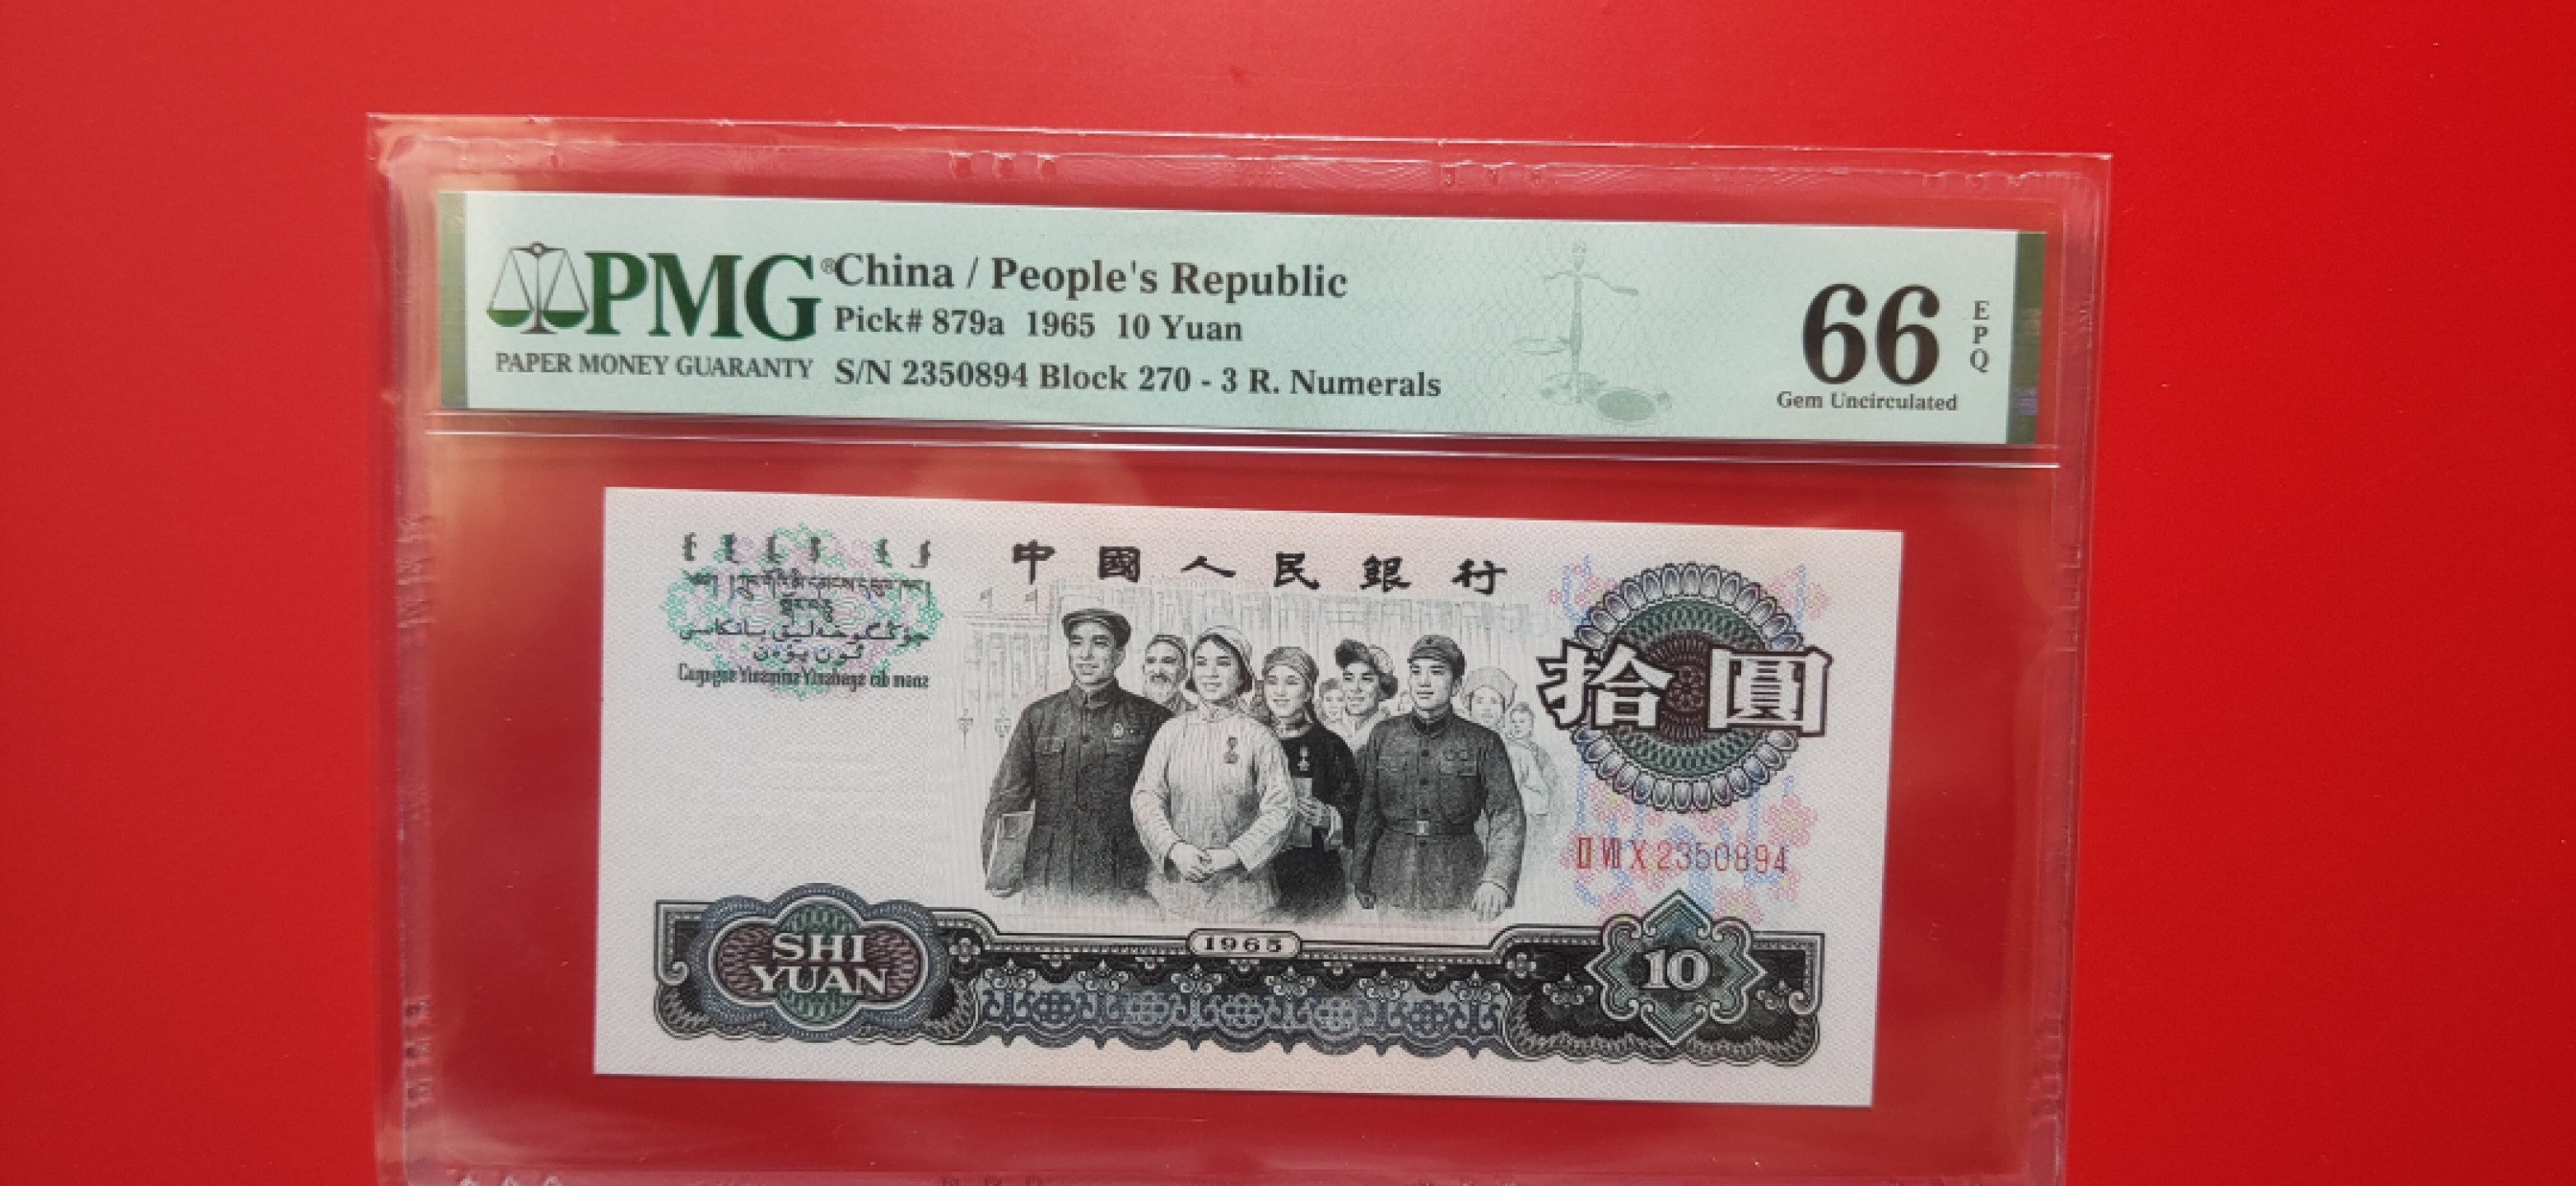 PMG®
PAPER MONEY GUARANTY
China / People's Republic
Pick# 879a 1965 10 Yuan
S/N 2350894 Block 270 - 3 R. Numerals
66
EPQ
Gem Uncirculated
中國人民銀行
拾圓
Ⅱ Ⅶ Ⅹ 2350894
1965
SHI
YUAN
10